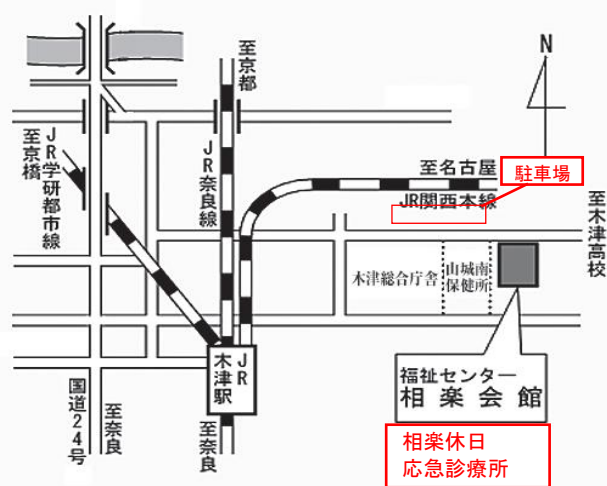 至京都
N
JR学研都市線
至京橋
JR奈良線
至名古屋
JR関西本線
駐車場
至木津高校
木津総合庁舎
山城南
保健所
JR
木津駅
福祉センター
相楽会館
国道24号
至奈良
至奈良
相楽休日
応急診療所